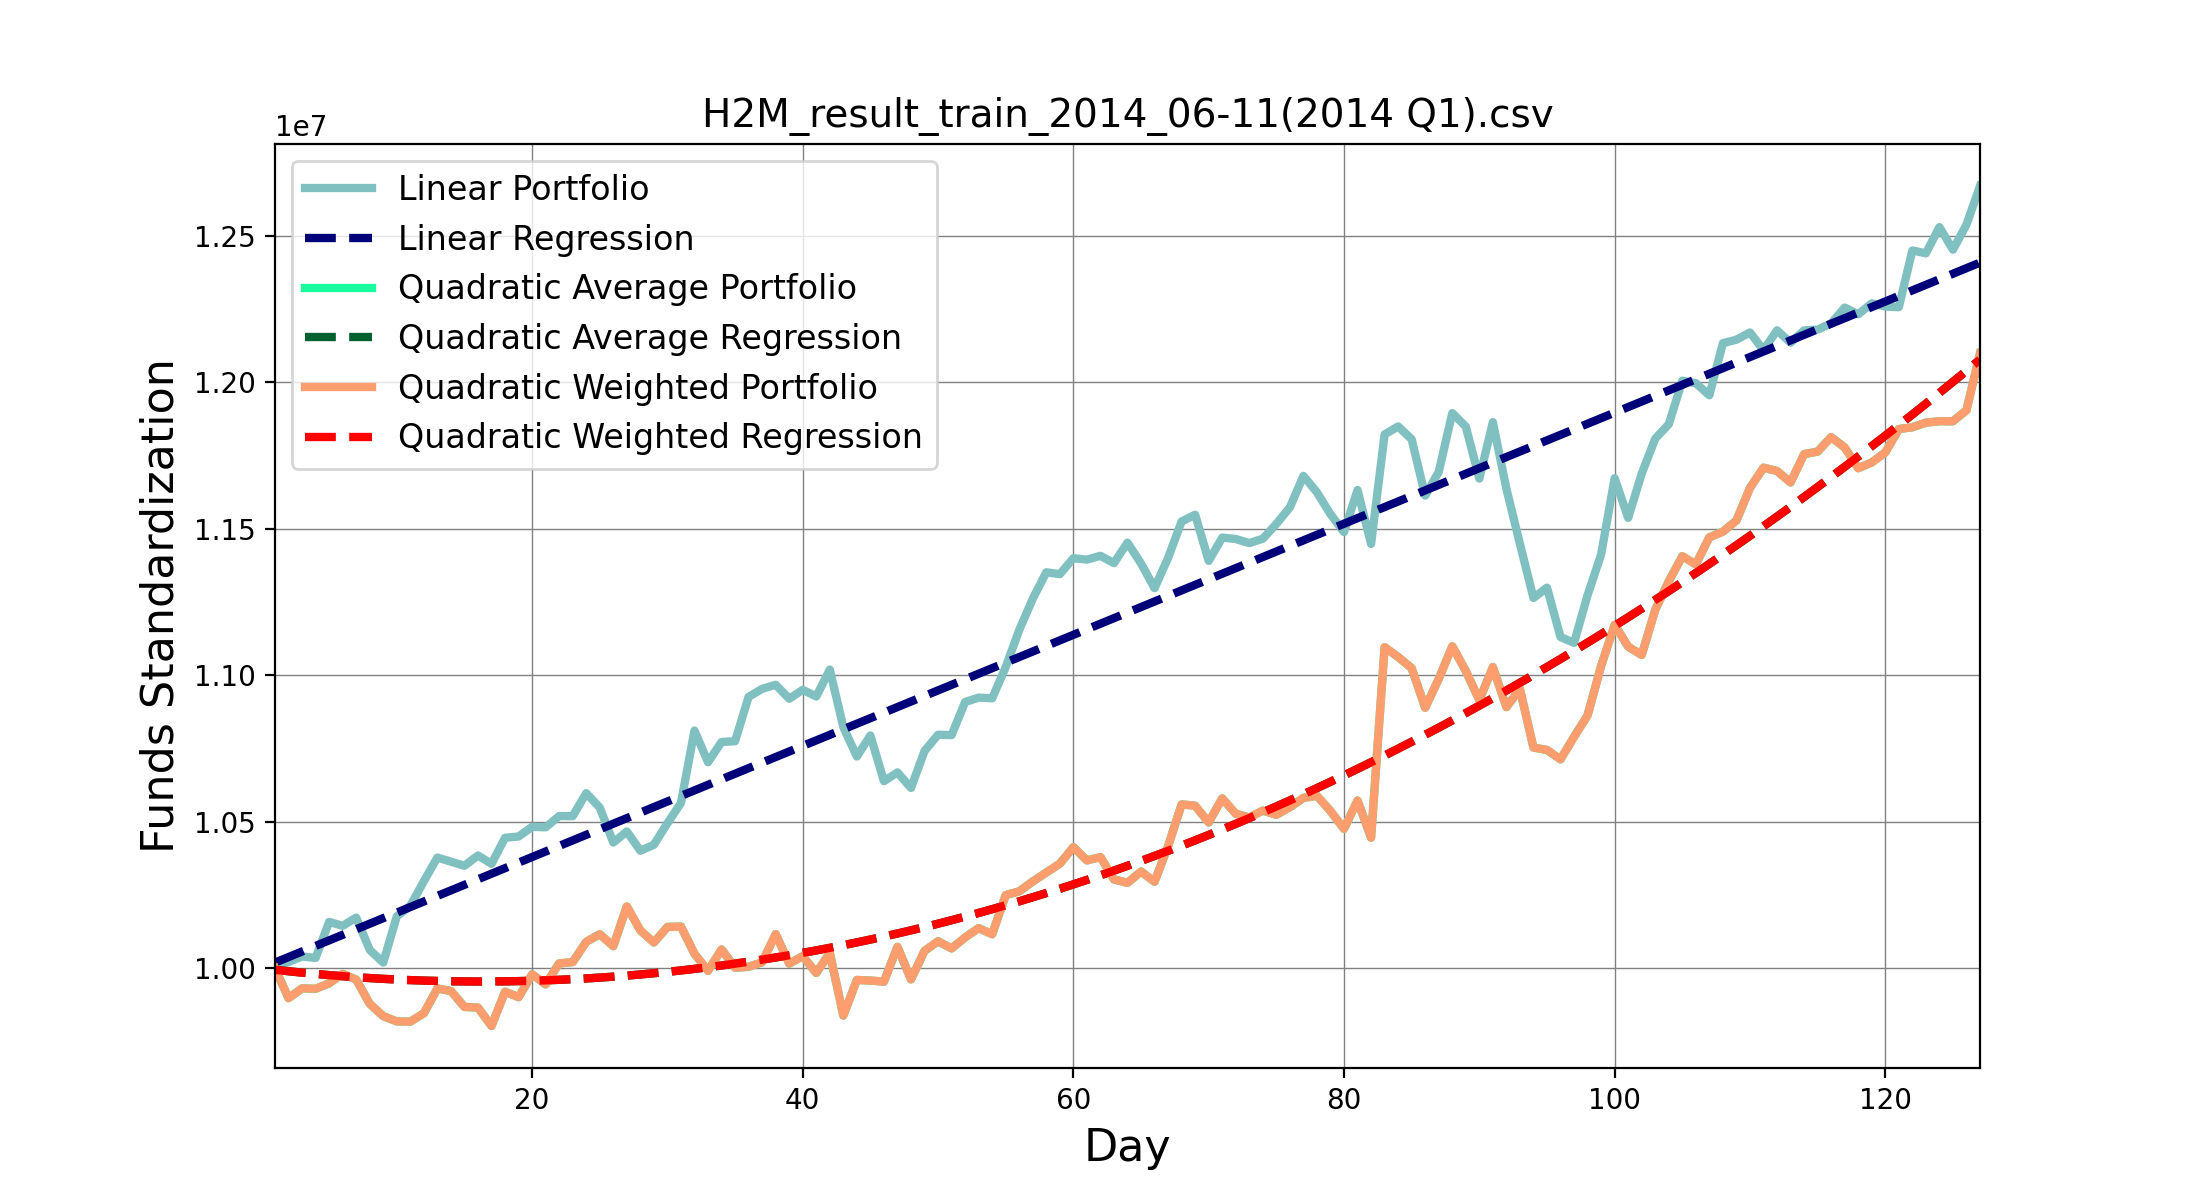 H2M_result_train_2014_06-11(2014 Q1).csv
1e7
Linear Portfolio
Linear Regression
Quadratic Average Portfolio
Quadratic Average Regression
Quadratic Weighted Portfolio
Quadratic Weighted Regression
Funds Standardization
1.25
1.20
1.15
1.10
1.05
1.00
20 40 60 80 100 120
Day